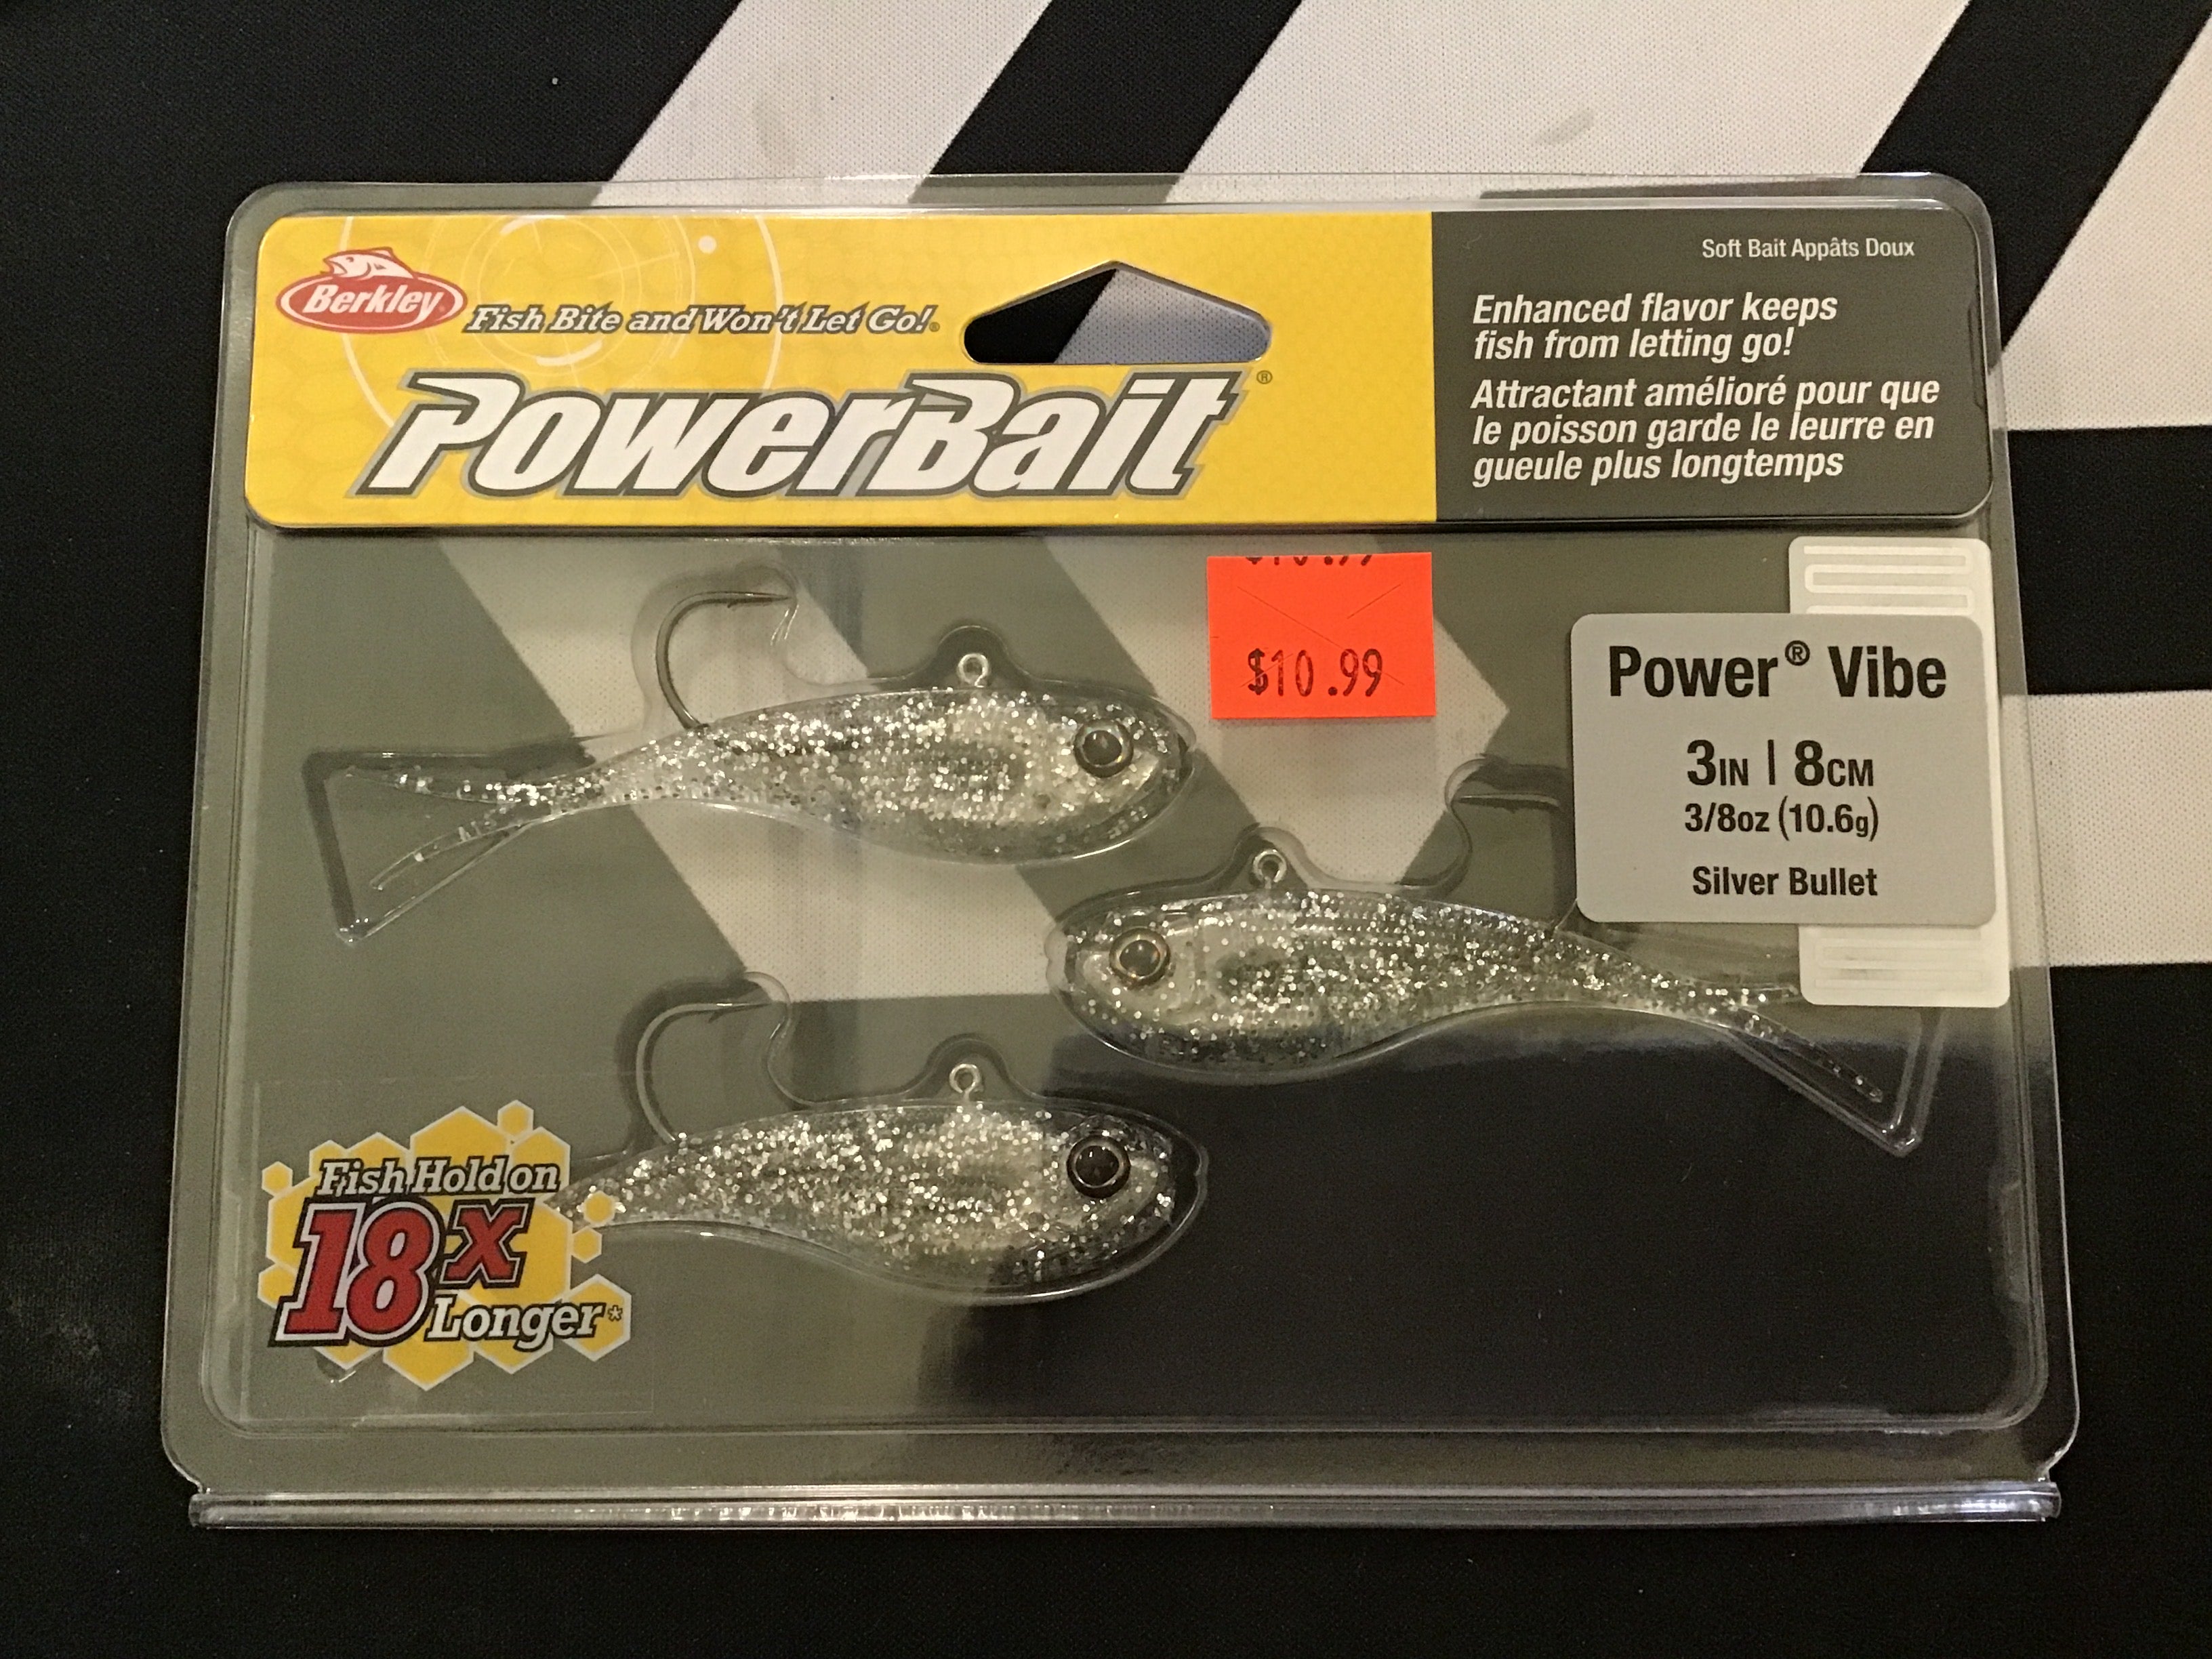 Berkley
Fish Bite and Won't Let Go!®
PowerBait®
Soft Bait Appâts Doux
Enhanced flavor keeps
fish from letting go!
Attractant amélioré pour que
le poisson garde le leurre en
gueule plus longtemps
$10.99
Power® Vibe
3IN | 8CM
3/8oz (10.6g)
Silver Bullet
Fish Hold on
18x
Longer*